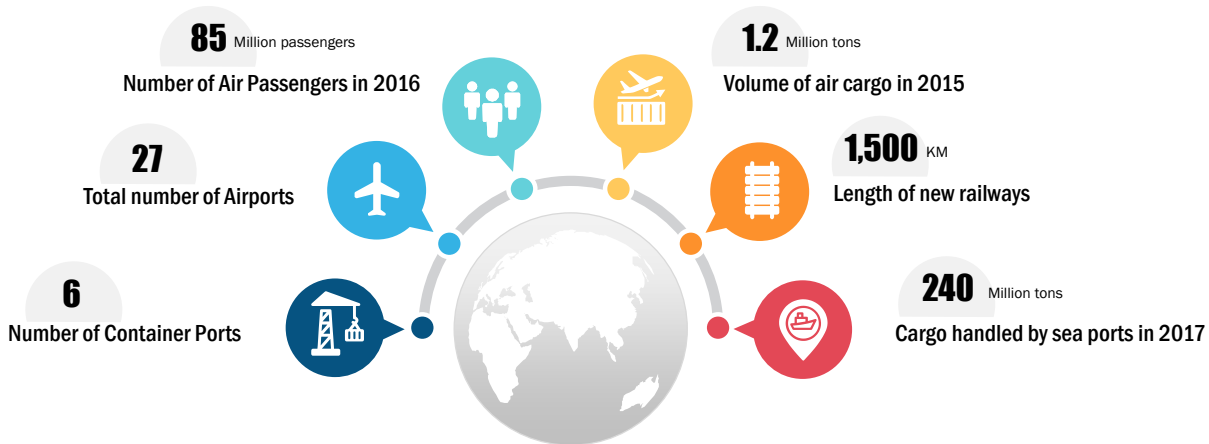 85 Million passengers
Number of Air Passengers in 2016
1.2 Million tons
Volume of air cargo in 2015
27
Total number of Airports
1,500 KM
Length of new railways
6
Number of Container Ports
240 Million tons
Cargo handled by sea ports in 2017